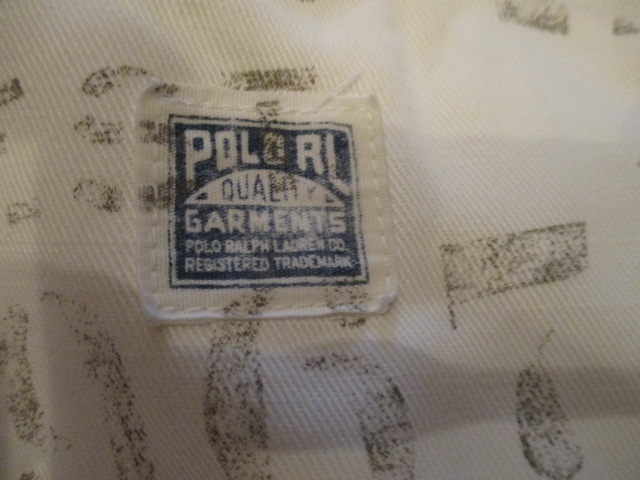 POLO RL
QUALITY
GARMENTS
POLO RALPH LAUREN CO.
REGISTERED TRADEMARK